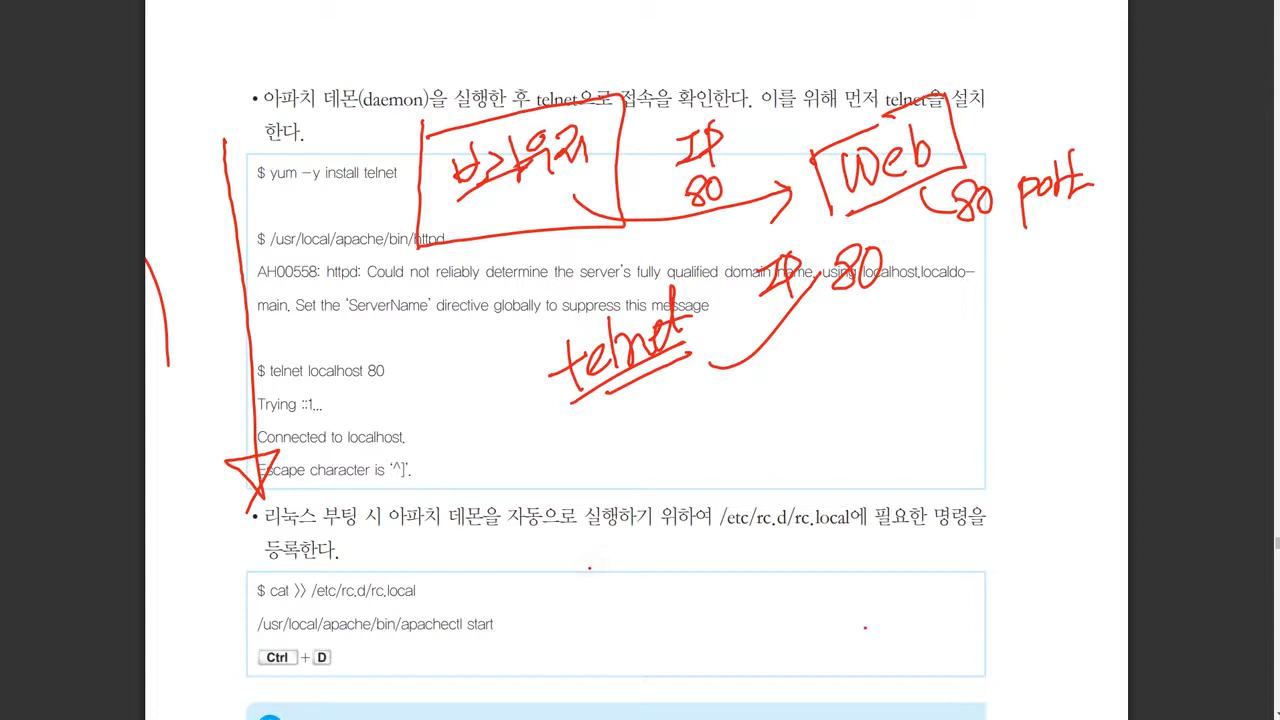 • 아파치 데몬(daemon)을 실행한 후 telnet으로 접속을 확인한다. 이를 위해 먼저 telnet을 설치
한다.
브라우저
IP
80
Web
80 port
$ yum -y install telnet
$ /usr/local/apache/bin/httpd
AH00558: httpd: Could not reliably determine the server's fully qualified domain name, using localhost.localdo-
main. Set the 'ServerName' directive globally to suppress this message
IP 80
telnet
$ telnet localhost 80
Trying ::1...
Connected to localhost.
Escape character is '^]'.
• 리눅스 부팅 시 아파치 데몬을 자동으로 실행하기 위하여 /etc/rc.d/rc.local에 필요한 명령을
등록한다.
$ cat 〉〉 /etc/rc.d/rc.local
/usr/local/apache/bin/apachectl start
Ctrl + D